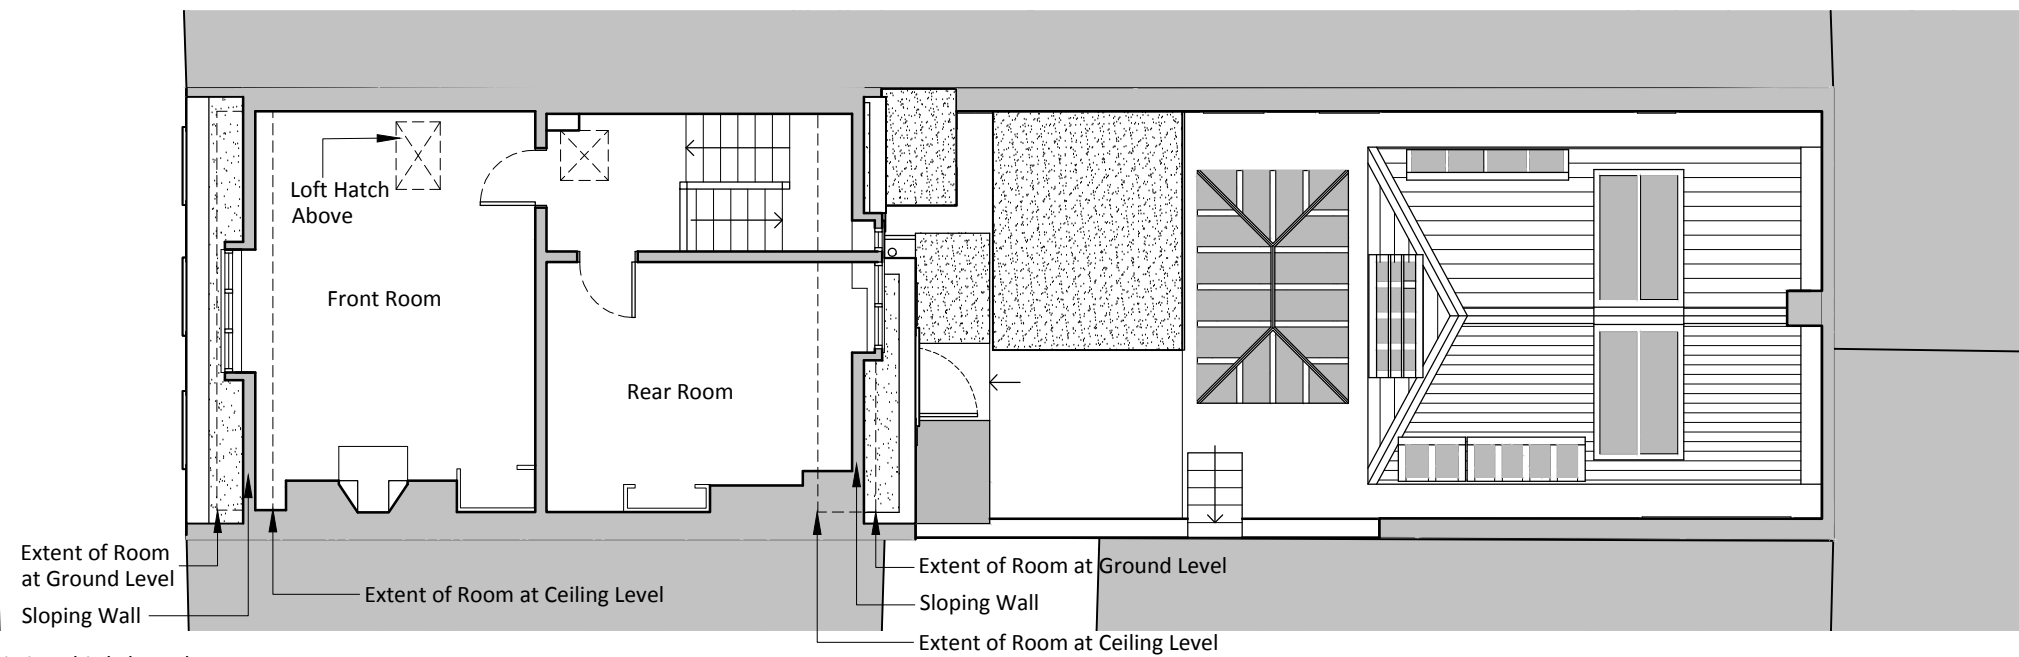 Loft Hatch
Above
Front Room
Rear Room
Extent of Room
at Ground Level
Sloping Wall
Extent of Room at Ceiling Level
Extent of Room at Ground Level
Sloping Wall
Extent of Room at Ceiling Level